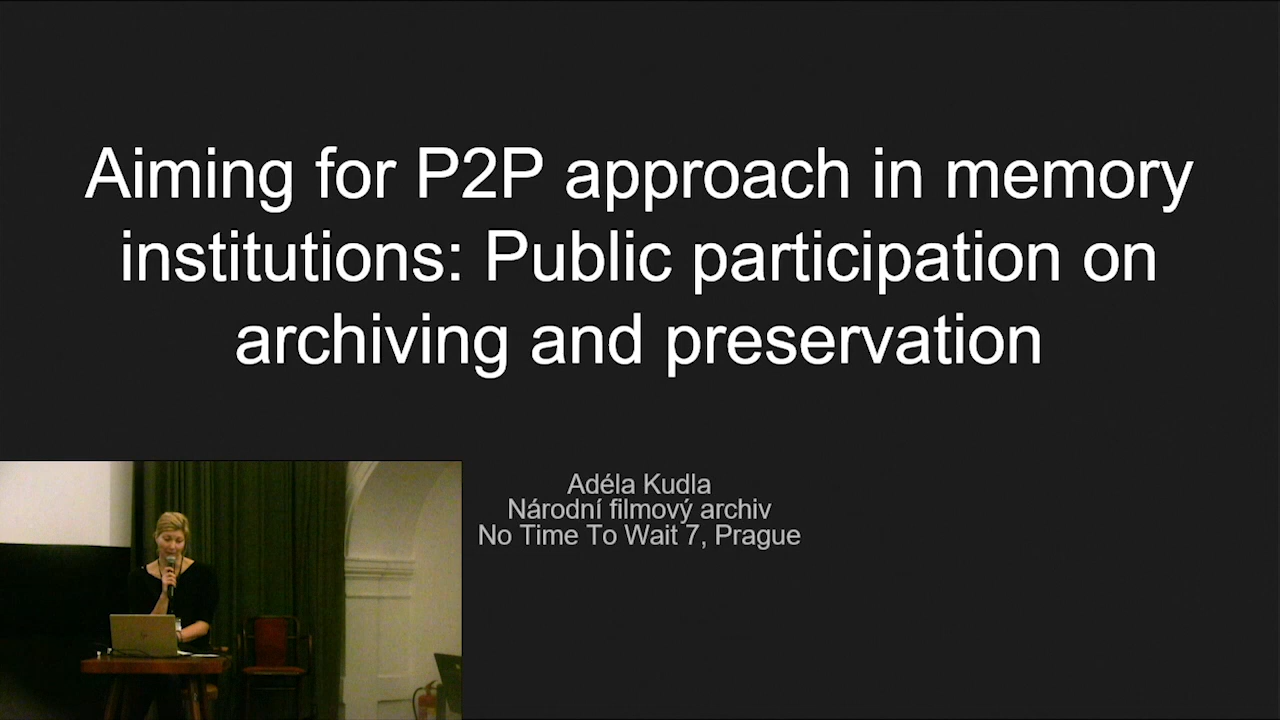 Aiming for P2P approach in memory
institutions: Public participation on
archiving and preservation
Adéla Kudla
Národní filmový archiv
No Time To Wait 7, Prague